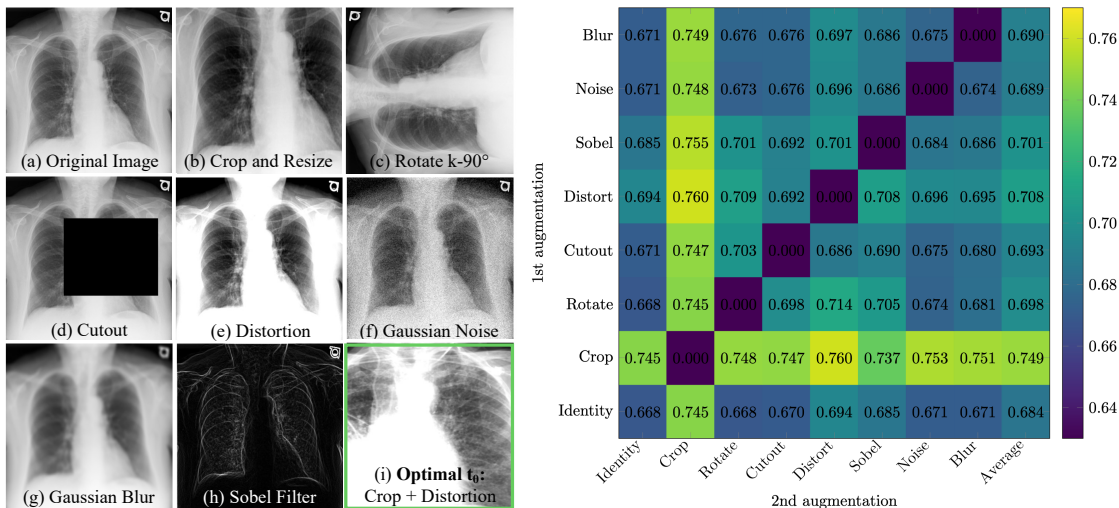 (a) Original Image
(b) Crop and Resize
(c) Rotate k-90°
(d) Cutout
(e) Distortion
(f) Gaussian Noise
(g) Gaussian Blur
(h) Sobel Filter
(i) Optimal t₀:
Crop + Distortion
1st augmentation
Blur 0.671 0.749 0.676 0.676 0.697 0.686 0.675 0.000 0.690
Noise 0.671 0.748 0.673 0.676 0.696 0.686 0.000 0.674 0.689
Sobel 0.685 0.755 0.701 0.692 0.701 0.000 0.684 0.686 0.701
Distort 0.694 0.760 0.709 0.692 0.000 0.708 0.696 0.695 0.708
Cutout 0.671 0.747 0.703 0.000 0.686 0.690 0.675 0.680 0.693
Rotate 0.668 0.745 0.000 0.698 0.714 0.705 0.674 0.681 0.698
Crop 0.745 0.000 0.748 0.747 0.760 0.737 0.753 0.751 0.749
Identity 0.668 0.745 0.668 0.670 0.694 0.685 0.671 0.671 0.684
Identity Crop Rotate Cutout Distort Sobel Noise Blur Average
2nd augmentation
0.76
0.74
0.72
0.70
0.68
0.66
0.64